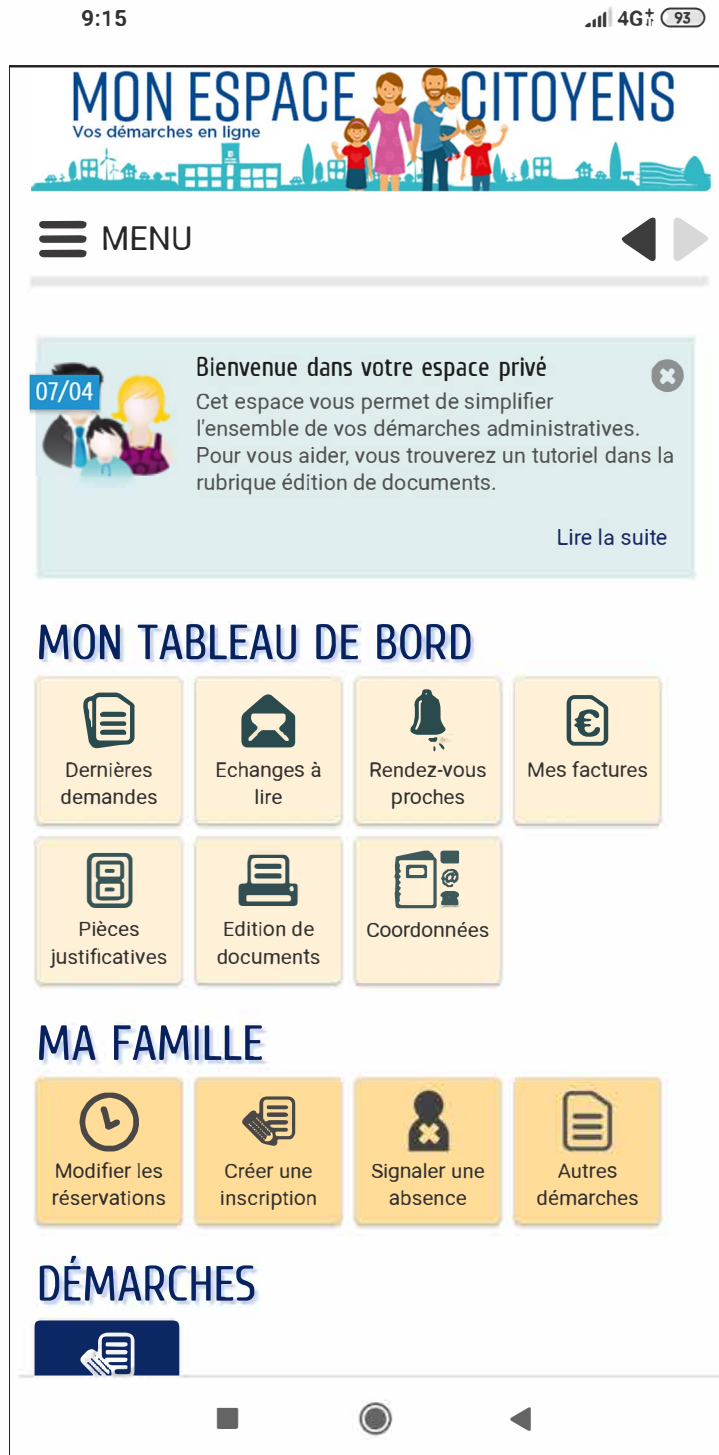 9:15
4G+
93
MON ESPACE CITOYENS
Vos démarches en ligne
MENU
07/04
Bienvenue dans votre espace privé
Cet espace vous permet de simplifier
l'ensemble de vos démarches administratives.
Pour vous aider, vous trouverez un tutoriel dans la
rubrique édition de documents.
Lire la suite
MON TABLEAU DE BORD
Dernières
demandes
Echanges à
lire
Rendez-vous
proches
Mes factures
Pièces
justificatives
Edition de
documents
Coordonnées
MA FAMILLE
Modifier les
réservations
Créer une
inscription
Signaler une
absence
Autres
démarches
DÉMARCHES